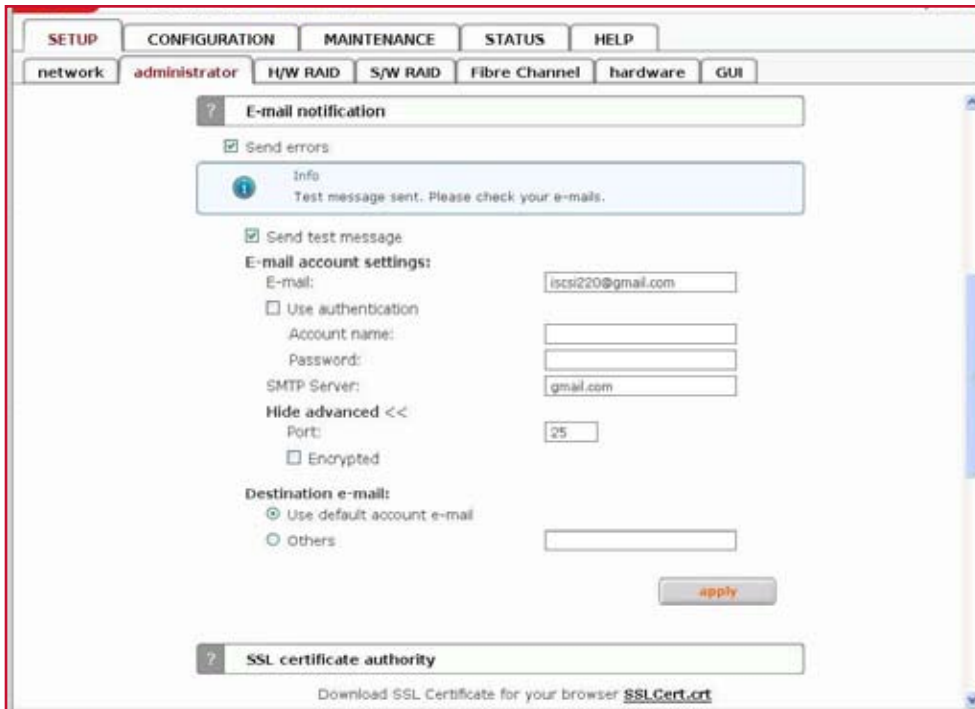 SETUP CONFIGURATION MAINTENANCE STATUS HELP
network administrator H/W RAID S/W RAID Fibre Channel hardware GUI
? E-mail notification
Send errors
Info
Test message sent. Please check your e-mails.
Send test message
E-mail account settings:
E-mail: iscsi220@gmail.com
Use authentication
Account name:
Password:
SMTP Server: gmail.com
Hide advanced <<
Port: 25
Encrypted
Destination e-mail:
Use default account e-mail
Others
apply
? SSL certificate authority
Download SSL Certificate for your browser SSLCert.crt